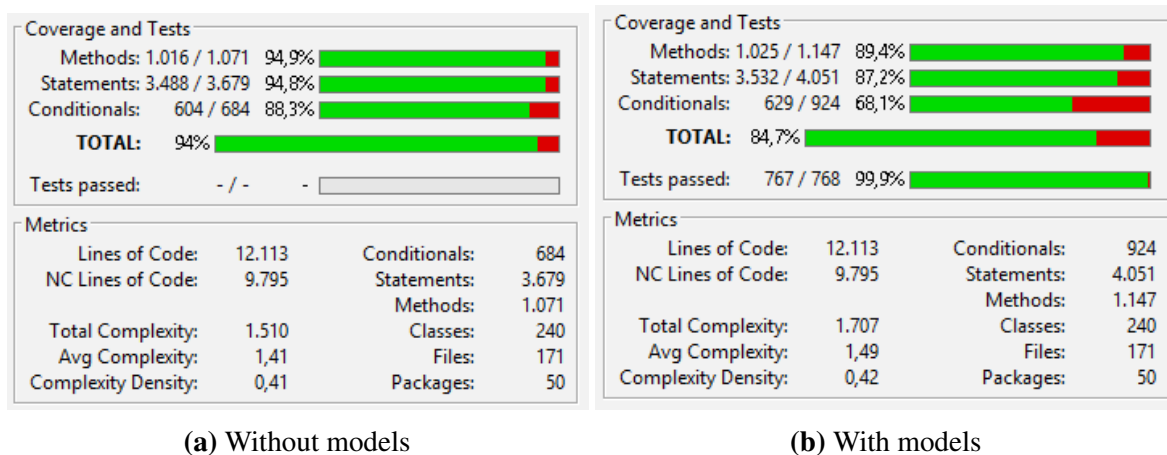 Coverage and Tests
Methods: 1.016 / 1.071 94,9%
Statements: 3.488 / 3.679 94,8%
Conditionals: 604 / 684 88,3%
TOTAL: 94%
Tests passed: - / - -
Metrics
Lines of Code: 12.113 Conditionals: 684
NC Lines of Code: 9.795 Statements: 3.679
Methods: 1.071
Total Complexity: 1.510 Classes: 240
Avg Complexity: 1,41 Files: 171
Complexity Density: 0,41 Packages: 50
(a) Without models
Coverage and Tests
Methods: 1.025 / 1.147 89,4%
Statements: 3.532 / 4.051 87,2%
Conditionals: 629 / 924 68,1%
TOTAL: 84,7%
Tests passed: 767 / 768 99,9%
Metrics
Lines of Code: 12.113 Conditionals: 924
NC Lines of Code: 9.795 Statements: 4.051
Methods: 1.147
Total Complexity: 1.707 Classes: 240
Avg Complexity: 1,49 Files: 171
Complexity Density: 0,42 Packages: 50
(b) With models